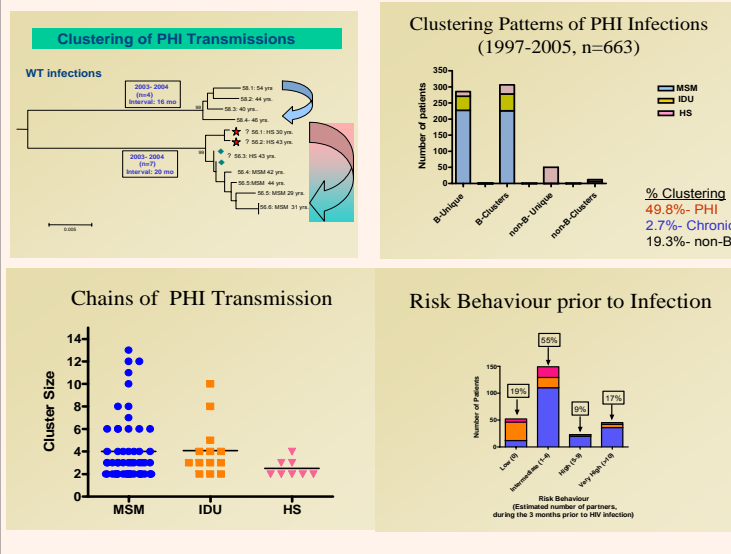 Clustering of PHI Transmissions
WT infections
2003- 2004
(n=4)
Interval: 16 mo
99
58.1: 54 yrs
58.2: 44 yrs.
58.3: 40 yrs..
58.4- 46 yrs.
2003- 2004
(n=7)
Interval: 20 mo
99
? 56.1: HS 30 yrs.
? 56.2: HS 43 yrs.
? 56.3: HS 43 yrs.
56.4: MSM 42 yrs.
56.5:MSM 44 yrs.
56.5: MSM 29 yrs.
56.6: MSM 31 yrs.
0.005
Clustering Patterns of PHI Infections
(1997-2005, n=663)
Number of patients
350
300
250
200
150
100
50
0
B-Unique
B-Clusters
non-B- Unique
non-B-Clusters
MSM
IDU
HS
% Clustering
49.8%- PHI
2.7%- Chronic
19.3%- non-B
Chains of PHI Transmission
Cluster Size
14
12
10
8
6
4
2
0
MSM
IDU
HS
Risk Behaviour prior to Infection
Number of Patients
150
100
50
0
19%
55%
9%
17%
Low (0)
Intermediate (1-4)
High (5-9)
Very High (>10)
Risk Behaviour
(Estimated number of partners,
during the 3 months prior to HIV infection)